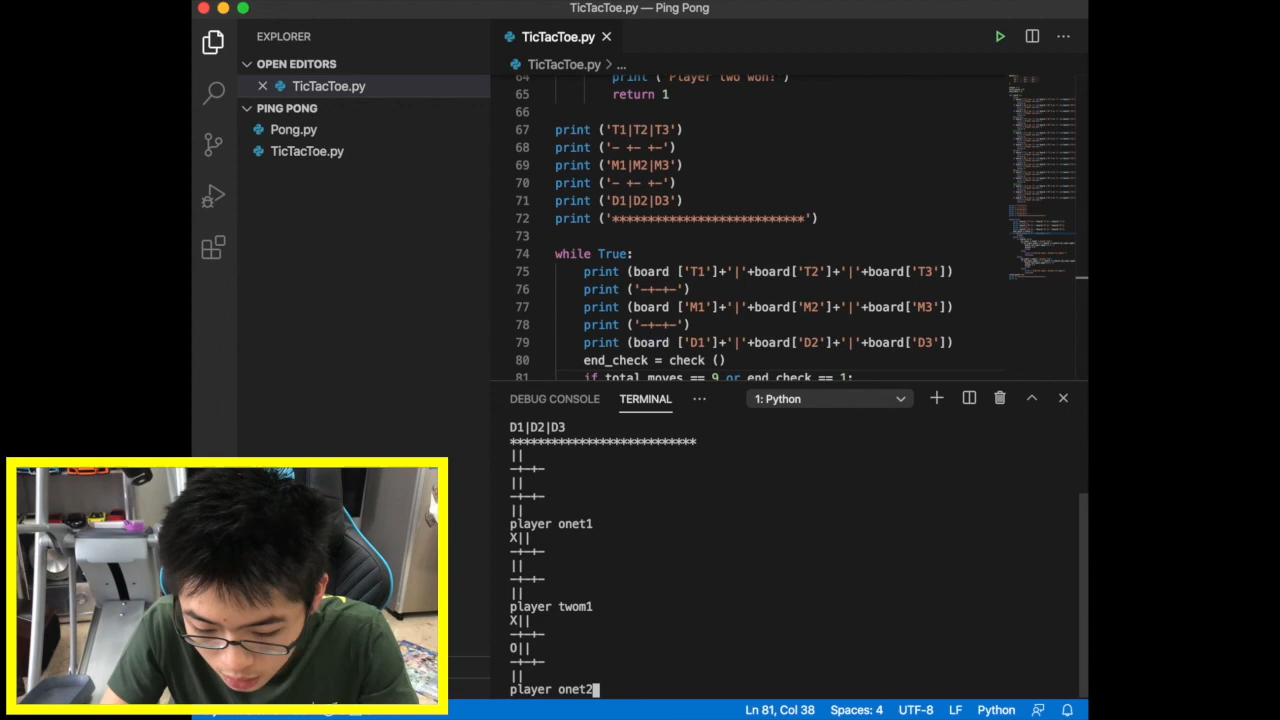 TicTacToe.py — Ping Pong
EXPLORER
OPEN EDITORS
TicTacToe.py
PING PONG
Pong.py
TicTacToe.py
TicTacToe.py
TicTacToe.py > ...
64 print ('Player two won!')
65 return 1
66
67 print ('T1|T2|T3')
68 print ('- +- +-')
69 print ('M1|M2|M3')
70 print ('- +- +-')
71 print ('D1|D2|D3')
72 print ('***************************')
73
74 while True:
75 print (board ['T1']+'|'+board['T2']+'|'+board['T3'])
76 print ('-+-+-')
77 print (board ['M1']+'|'+board['M2']+'|'+board['M3'])
78 print ('-+-+-')
79 print (board ['D1']+'|'+board['D2']+'|'+board['D3'])
80 end_check = check ()
81 if total_moves == 9 or end_check == 1:
DEBUG CONSOLE TERMINAL ... 1: Python
D1|D2|D3
***************************
||
-+-+-
||
-+-+-
||
player onet1
X||
-+-+-
||
-+-+-
||
player twom1
X||
-+-+-
O||
-+-+-
||
player onet2
Ln 81, Col 38 Spaces: 4 UTF-8 LF Python